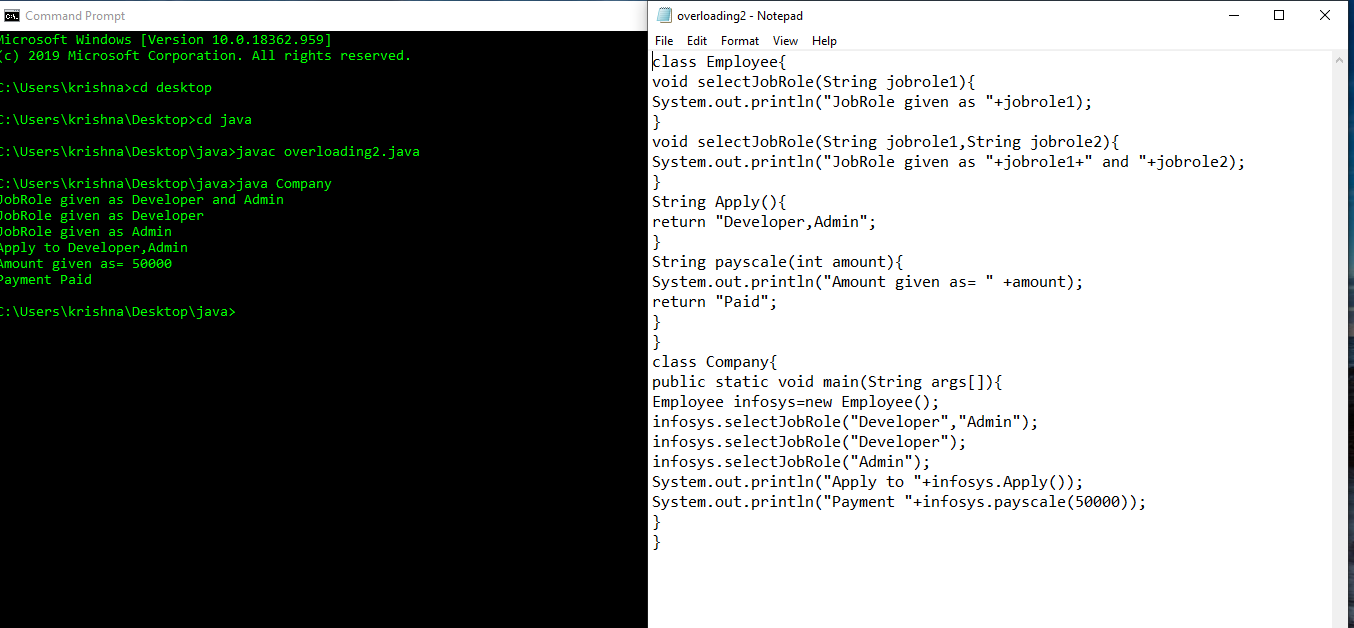 Command Prompt
Microsoft Windows [Version 10.0.18362.959]
(c) 2019 Microsoft Corporation. All rights reserved.
C:\Users\krishna>cd desktop
C:\Users\krishna\Desktop>cd java
C:\Users\krishna\Desktop\java>javac overloading2.java
C:\Users\krishna\Desktop\java>java Company
JobRole given as Developer and Admin
JobRole given as Developer
JobRole given as Admin
Apply to Developer,Admin
Amount given as= 50000
Payment Paid
C:\Users\krishna\Desktop\java>
overloading2 - Notepad
File Edit Format View Help
class Employee{
void selectJobRole(String jobrole1){
System.out.println("JobRole given as "+jobrole1);
}
void selectJobRole(String jobrole1,String jobrole2){
System.out.println("JobRole given as "+jobrole1+" and "+jobrole2);
}
String Apply(){
return "Developer,Admin";
}
String payscale(int amount){
System.out.println("Amount given as= " +amount);
return "Paid";
}
}
class Company{
public static void main(String args[]){
Employee infosys=new Employee();
infosys.selectJobRole("Developer","Admin");
infosys.selectJobRole("Developer");
infosys.selectJobRole("Admin");
System.out.println("Apply to "+infosys.Apply());
System.out.println("Payment "+infosys.payscale(50000));
}
}